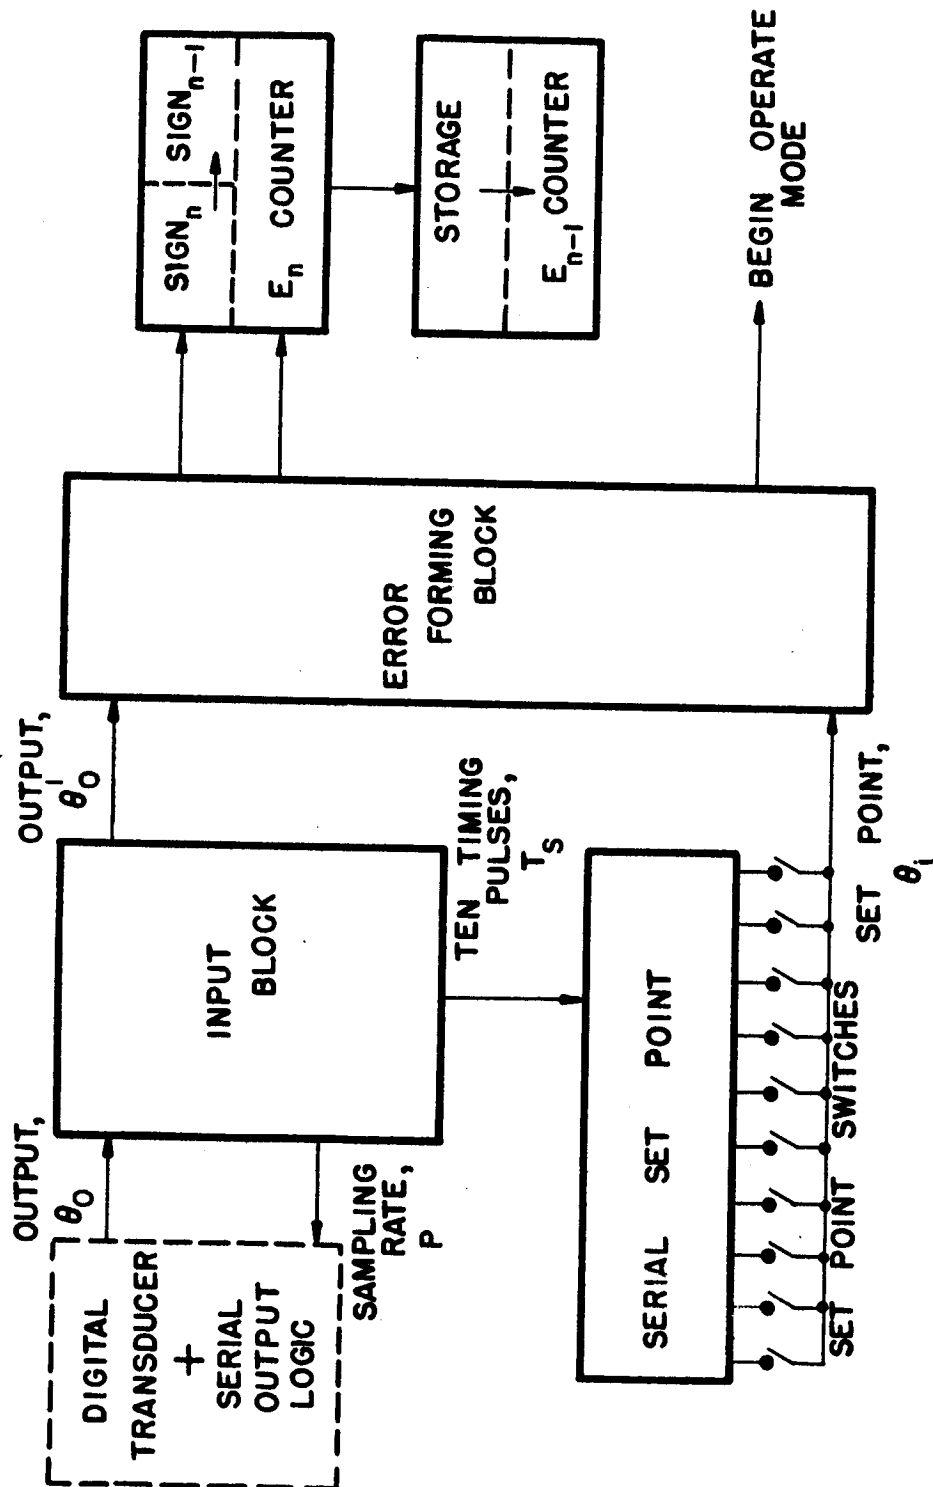 DIGITAL
TRANSDUCER
+
SERIAL
OUTPUT
LOGIC
OUTPUT,
θO
SAMPLING
RATE,
P
INPUT
BLOCK
OUTPUT,
θ'O
TEN TIMING
PULSES,
TS
SERIAL SET POINT
SET POINT SWITCHES
SET POINT,
θi
ERROR
FORMING
BLOCK
SIGNn SIGNn-1
En COUNTER
STORAGE
En-1 COUNTER
BEGIN OPERATE
MODE